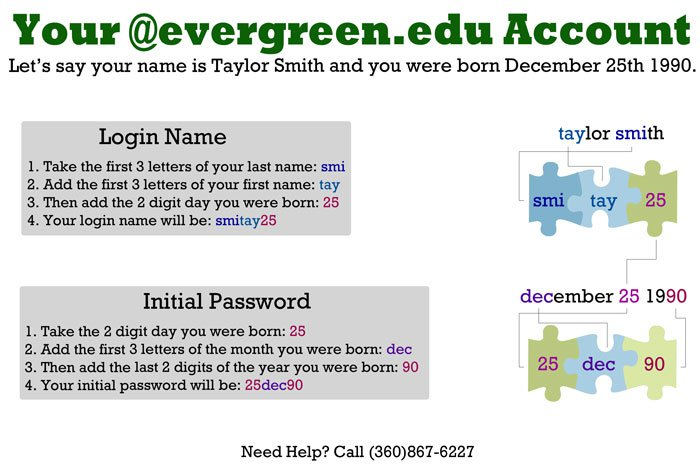 Your @evergreen.edu Account
Let's say your name is Taylor Smith and you were born December 25th 1990.
Login Name
1. Take the first 3 letters of your last name: smi
2. Add the first 3 letters of your first name: tay
3. Then add the 2 digit day you were born: 25
4. Your login name will be: smitay25
taylor smith
smi tay 25
Initial Password
1. Take the 2 digit day you were born: 25
2. Add the first 3 letters of the month you were born: dec
3. Then add the last 2 digits of the year you were born: 90
4. Your initial password will be: 25dec90
december 25 1990
25 dec 90
Need Help? Call (360)867-6227